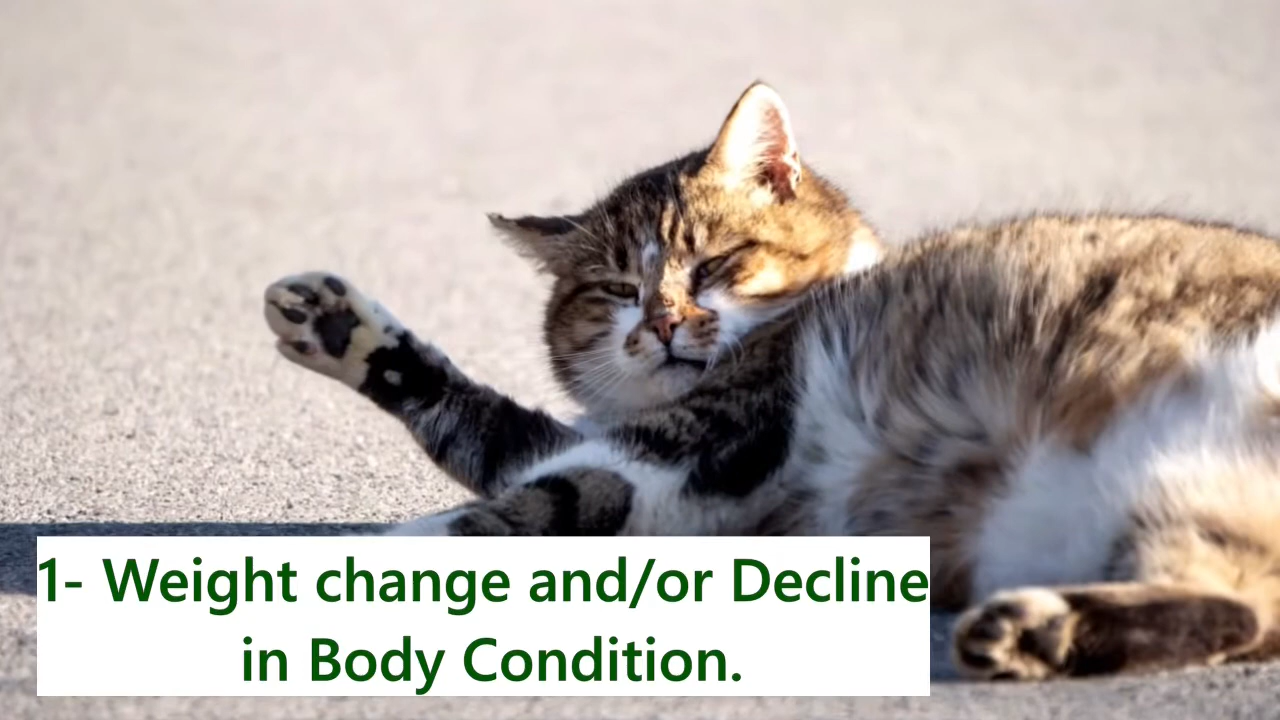 1- Weight change and/or Decline
in Body Condition.